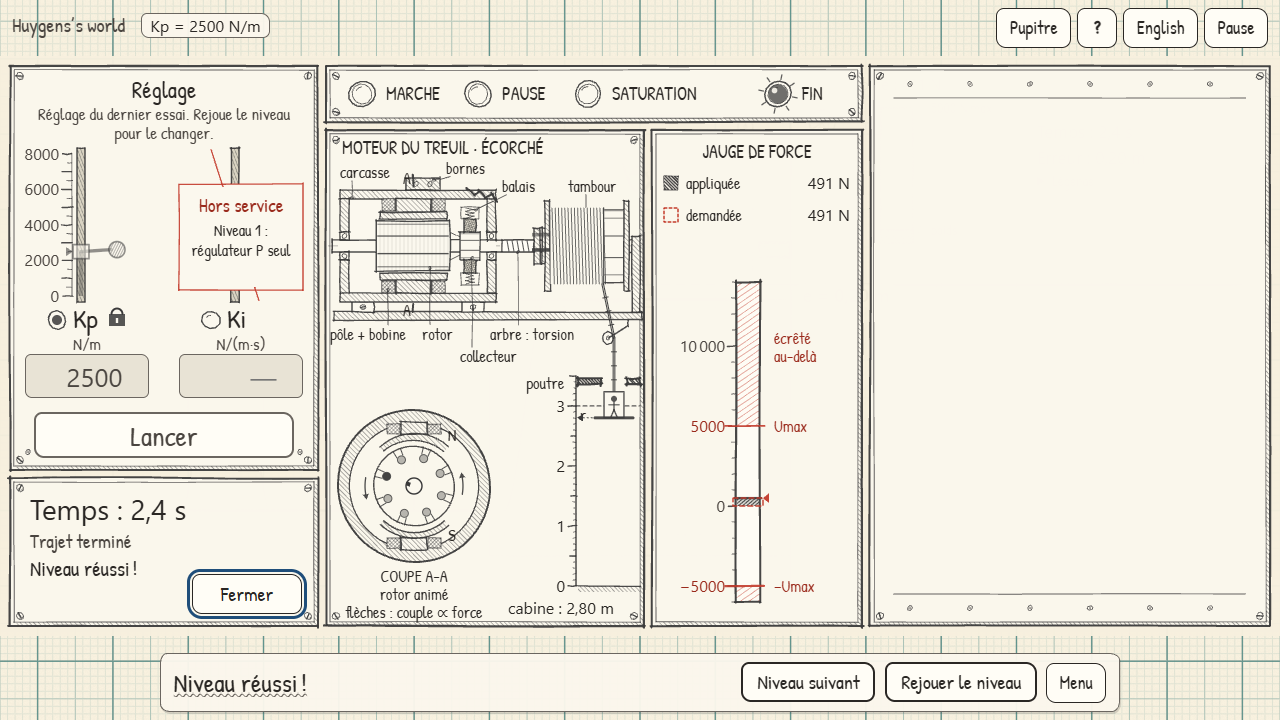 Huygens's world
Kp = 2500 N/m
Pupitre
?
English
Pause
Réglage
Réglage du dernier essai. Rejoue le niveau
pour le changer.
8000
6000
4000
2000
0
Hors service
Niveau 1 :
régulateur P seul
Kp
Ki
N/m
N/(m·s)
2500
—
Lancer
Temps : 2,4 s
Trajet terminé
Niveau réussi !
Fermer
MARCHE
PAUSE
SATURATION
FIN
MOTEUR DU TREUIL · ÉCORCHÉ
carcasse
A
bornes
balais
tambour
A
pôle + bobine
rotor
arbre : torsion
collecteur
poutre
3
r
2
1
0
N
S
COUPE A-A
rotor animé
flèches : couple ∝ force
cabine : 2,80 m
JAUGE DE FORCE
appliquée
491 N
demandée
491 N
10 000
écrêté
au-delà
5000
Umax
0
−5000
−Umax
Niveau réussi !
Niveau suivant
Rejouer le niveau
Menu